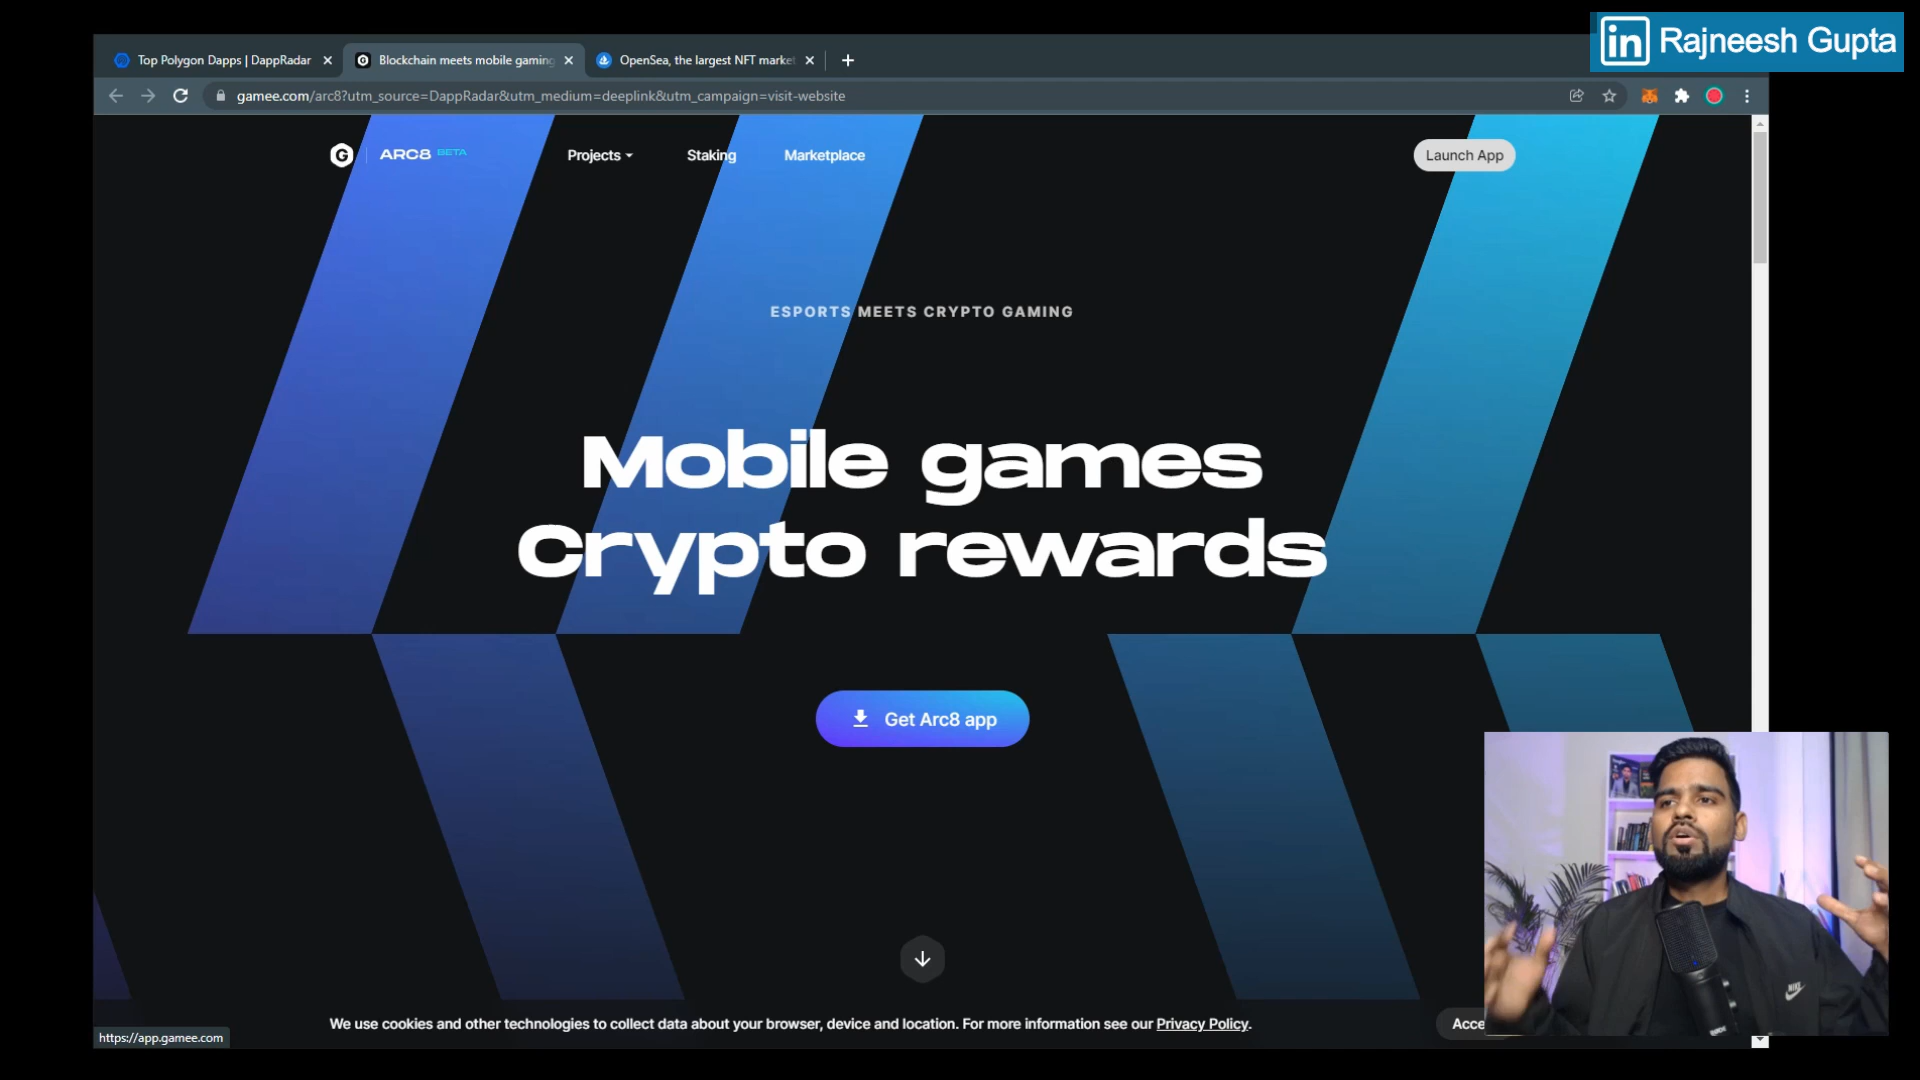 in Rajneesh Gupta
Top Polygon Dapps | DappRadar
Blockchain meets mobile gaming
OpenSea, the largest NFT market
gamee.com/arc8?utm_source=DappRadar&utm_medium=deeplink&utm_campaign=visit-website
G ARC8 BETA
Projects
Staking
Marketplace
Launch App
ESPORTS MEETS CRYPTO GAMING
Mobile games
Crypto rewards
Get Arc8 app
We use cookies and other technologies to collect data about your browser, device and location. For more information see our Privacy Policy.
Acce
https://app.gamee.com
NIKE